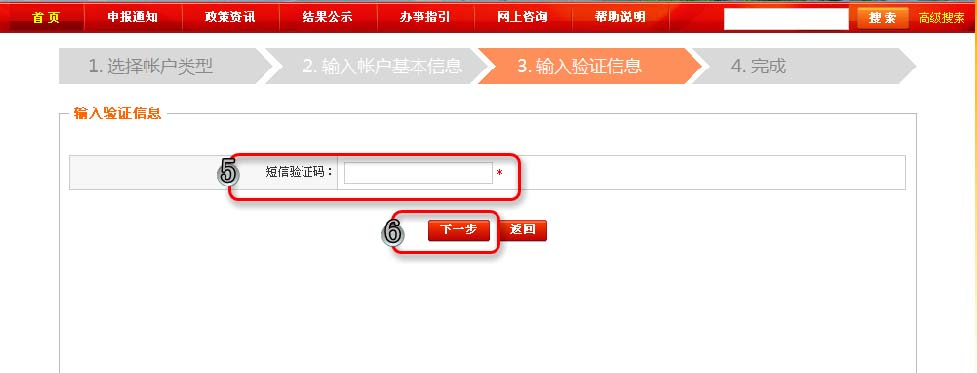 首 页 申报通知 政策资讯 结果公示 办事指引 网上咨询 帮助说明 搜 索 高级搜索
1. 选择帐户类型 2. 输入帐户基本信息 3. 输入验证信息 4. 完成
输入验证信息
5 短信验证码： *
6 下一步 返回